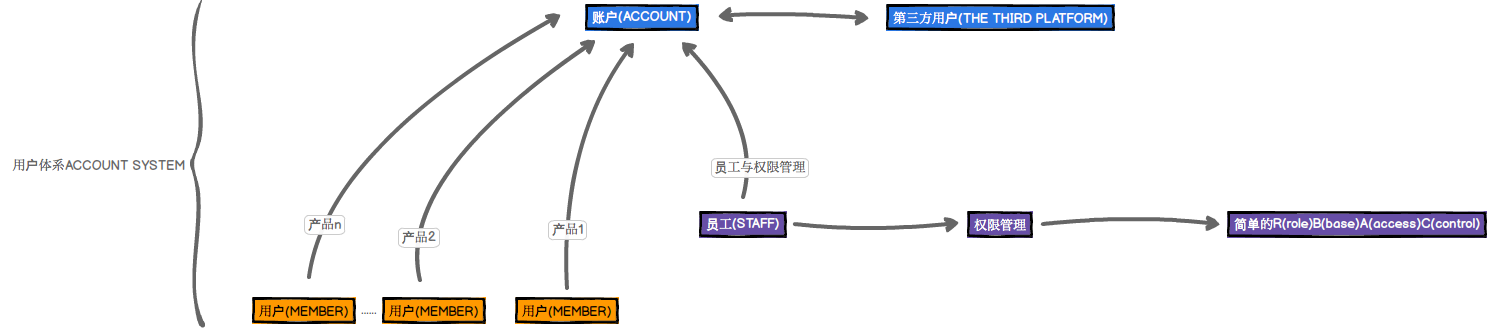 账户(ACCOUNT)
第三方用户(THE THIRD PLATFORM)
用户体系ACCOUNT SYSTEM
员工与权限管理
产品n
产品2
产品1
员工(STAFF)
权限管理
简单的R(role)B(base)A(access)C(control)
用户(MEMBER)
......
用户(MEMBER)
用户(MEMBER)